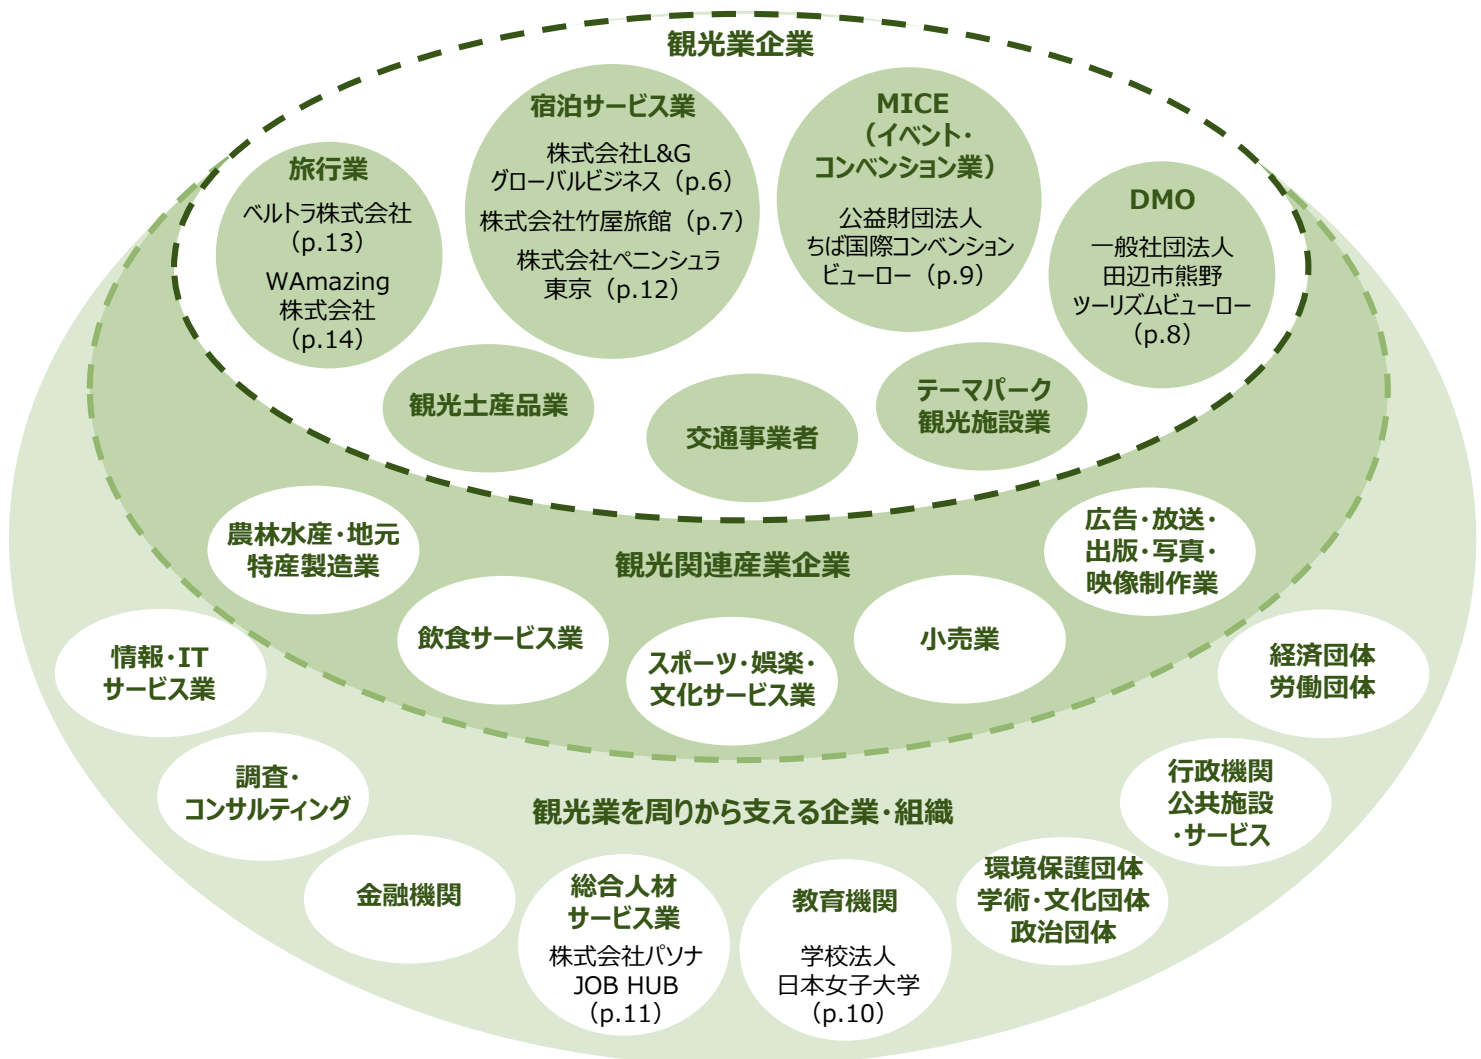 観光業企業
旅行業
ベルトラ株式会社
（p.13）
WAmazing
株式会社
（p.14）
宿泊サービス業
株式会社L&G
グローバルビジネス（p.6）
株式会社竹屋旅館（p.7）
株式会社ペニンシュラ
東京（p.12）
MICE
（イベント・
コンベンション業）
公益財団法人
ちば国際コンベンション
ビューロー（p.9）
DMO
一般社団法人
田辺市熊野
ツーリズムビューロー
（p.8）
観光土産品業
交通事業者
テーマパーク
観光施設業
観光関連産業企業
農林水産・地元
特産製造業
飲食サービス業
スポーツ・娯楽・
文化サービス業
小売業
広告・放送・
出版・写真・
映像制作業
観光業を周りから支える企業・組織
情報・IT
サービス業
調査・
コンサルティング
金融機関
総合人材
サービス業
株式会社パソナ
JOB HUB
（p.11）
教育機関
学校法人
日本女子大学
（p.10）
環境保護団体
学術・文化団体
政治団体
行政機関
公共施設
・サービス
経済団体
労働団体